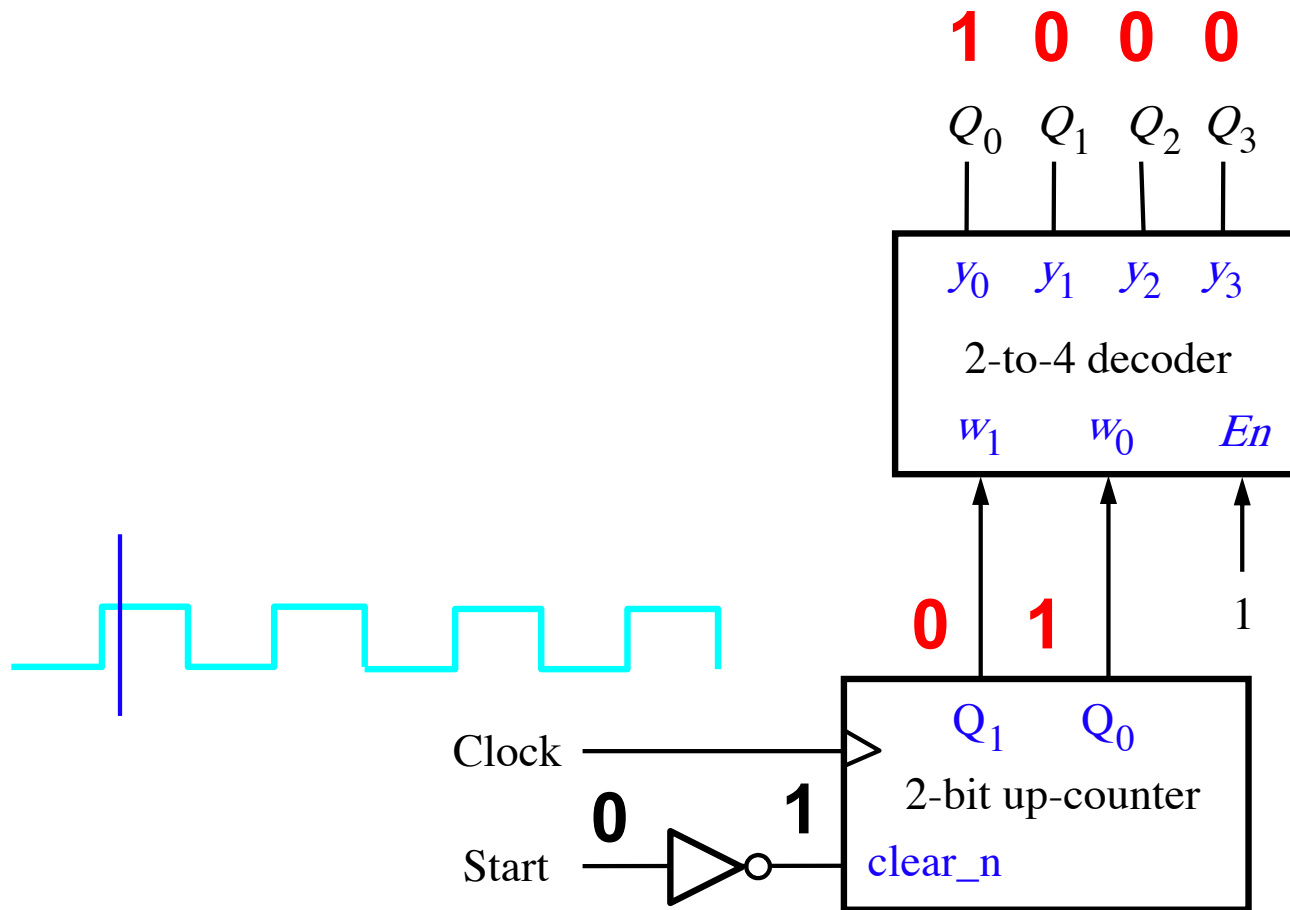 1 0 0 0
Q0 Q1 Q2 Q3
y0 y1 y2 y3
2-to-4 decoder
w1 w0 En
0 1 1
Q1 Q0
Clock
2-bit up-counter
0 1
Start
clear_n